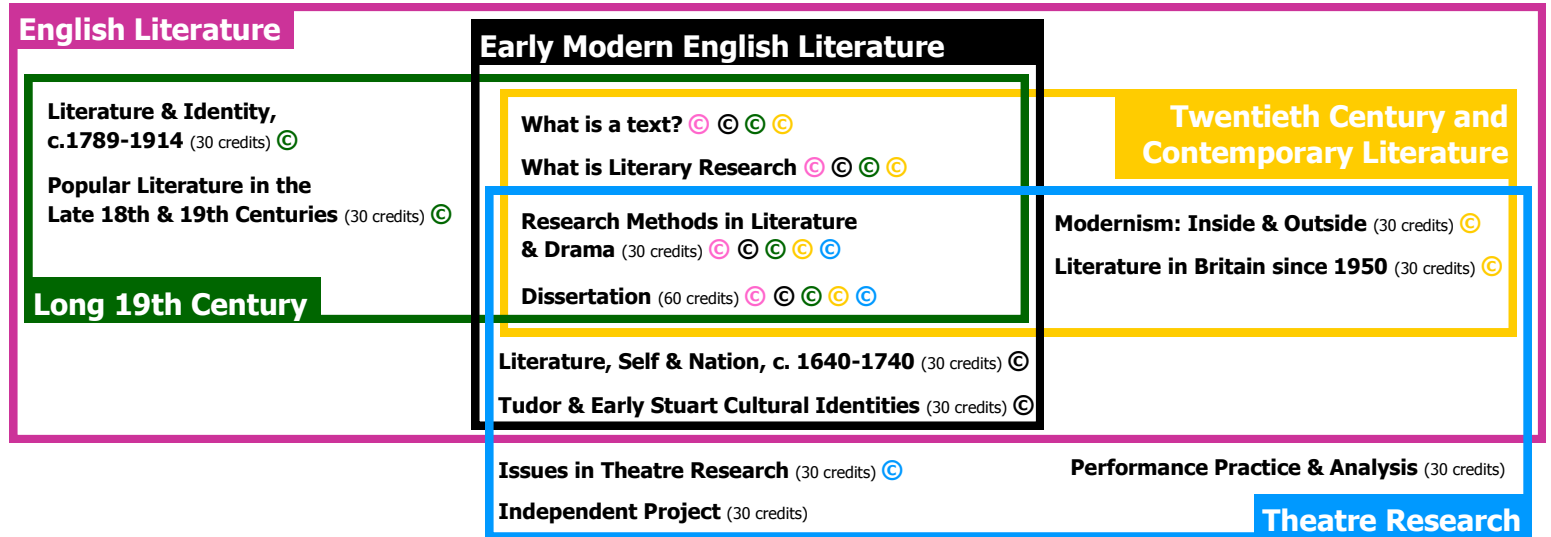 English Literature
Early Modern English Literature
Literature & Identity,
c.1789-1914 (30 credits) ©
Popular Literature in the
Late 18th & 19th Centuries (30 credits) ©
Long 19th Century
What is a text? © © © ©
What is Literary Research © © © ©
Research Methods in Literature
& Drama (30 credits) © © © © ©
Dissertation (60 credits) © © © © ©
Twentieth Century and
Contemporary Literature
Modernism: Inside & Outside (30 credits) ©
Literature in Britain since 1950 (30 credits) ©
Literature, Self & Nation, c. 1640-1740 (30 credits) ©
Tudor & Early Stuart Cultural Identities (30 credits) ©
Issues in Theatre Research (30 credits) ©
Performance Practice & Analysis (30 credits)
Independent Project (30 credits)
Theatre Research